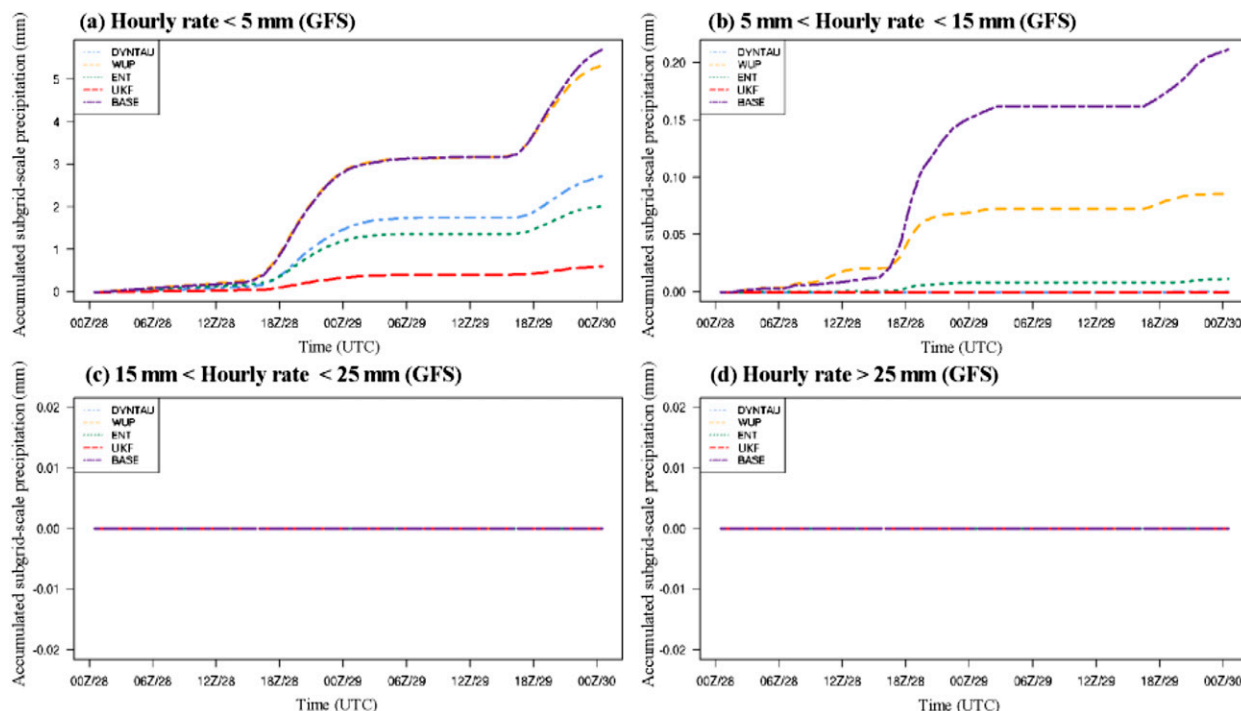 (a) Hourly rate < 5 mm (GFS)
Accumulated subgrid-scale precipitation (mm)
5
4
3
2
1
0
DYNTAU
WUP
ENT
UKF
BASE
00Z/28 06Z/28 12Z/28 18Z/28 00Z/29 06Z/29 12Z/29 18Z/29 00Z/30
Time (UTC)
(b) 5 mm < Hourly rate < 15 mm (GFS)
Accumulated subgrid-scale precipitation (mm)
0.20
0.15
0.10
0.05
0.00
DYNTAU
WUP
ENT
UKF
BASE
00Z/28 06Z/28 12Z/28 18Z/28 00Z/29 06Z/29 12Z/29 18Z/29 00Z/30
Time (UTC)
(c) 15 mm < Hourly rate < 25 mm (GFS)
Accumulated subgrid-scale precipitation (mm)
0.02
0.01
0.00
-0.01
-0.02
DYNTAU
WUP
ENT
UKF
BASE
00Z/28 06Z/28 12Z/28 18Z/28 00Z/29 06Z/29 12Z/29 18Z/29 00Z/30
Time (UTC)
(d) Hourly rate > 25 mm (GFS)
Accumulated subgrid-scale precipitation (mm)
0.02
0.01
0.00
-0.01
-0.02
DYNTAU
WUP
ENT
UKF
BASE
00Z/28 06Z/28 12Z/28 18Z/28 00Z/29 06Z/29 12Z/29 18Z/29 00Z/30
Time (UTC)